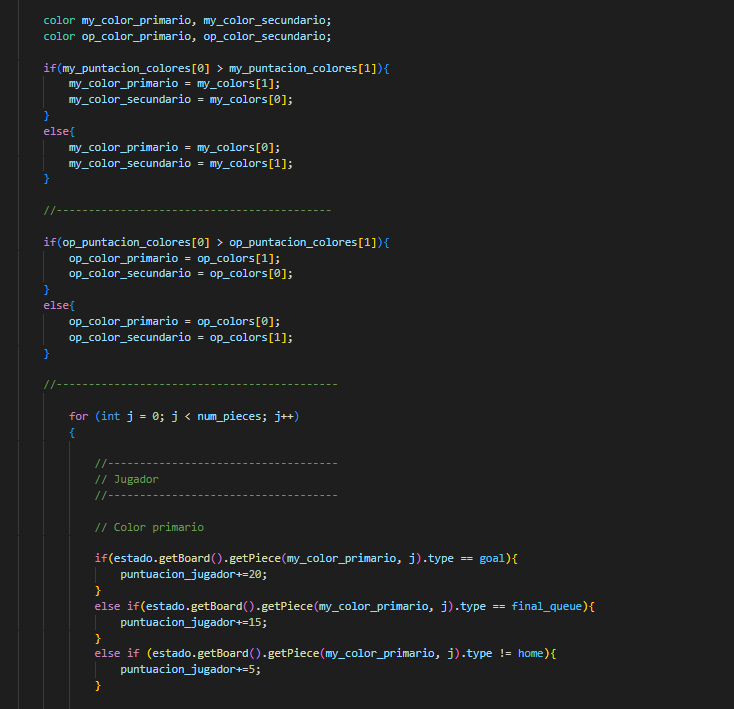 color my_color_primario, my_color_secundario;
color op_color_primario, op_color_secundario;
if(my_puntacion_colores[0] > my_puntacion_colores[1]){
my_color_primario = my_colors[1];
my_color_secundario = my_colors[0];
}
else{
my_color_primario = my_colors[0];
my_color_secundario = my_colors[1];
}
//-------------------------------------------
if(op_puntacion_colores[0] > op_puntacion_colores[1]){
op_color_primario = op_colors[1];
op_color_secundario = op_colors[0];
}
else{
op_color_primario = op_colors[0];
op_color_secundario = op_colors[1];
}
//--------------------------------------------
for (int j = 0; j < num_pieces; j++)
{
//------------------------------------
// Jugador
//------------------------------------
// Color primario
if(estado.getBoard().getPiece(my_color_primario, j).type == goal){
puntuacion_jugador+=20;
}
else if(estado.getBoard().getPiece(my_color_primario, j).type == final_queue){
puntuacion_jugador+=15;
}
else if (estado.getBoard().getPiece(my_color_primario, j).type != home){
puntuacion_jugador+=5;
}